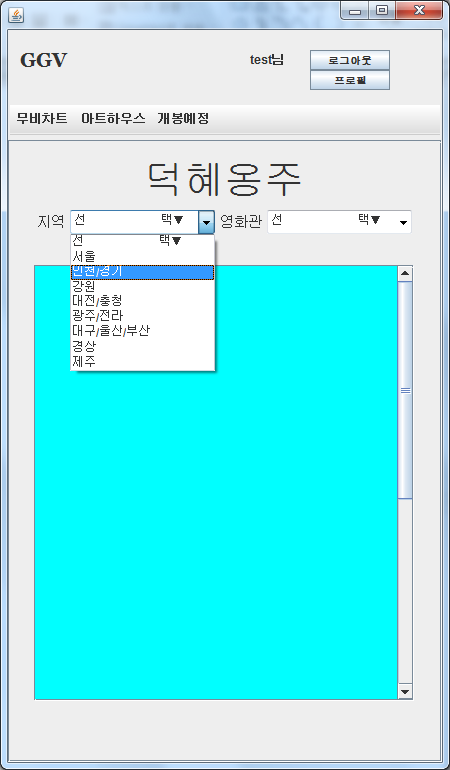 GGV
test님
로그아웃
프로필
무비차트 아트하우스 개봉예정
덕혜옹주
지역 선 택▼ 영화관 선 택▼
선 택▼
서울
인천/경기
강원
대전/충청
광주/전라
대구/울산/부산
경상
제주